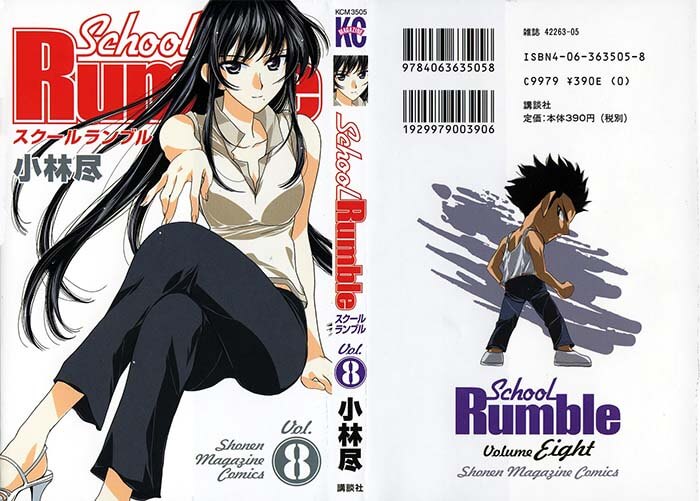 School
Rumble
スクールランブル
小林尽
Vol.
8
Shonen
Magazine
Comics
KCM3505
KC
MAGAZINE
School
Rumble
スクール
ランブル
Vol.
8
小林尽
講談社
9784063635058
1929979003906
雑誌 42263-05
ISBN4-06-363505-8
C9979 ¥390E (0)
講談社
定価:本体390円(税別)
School
Rumble
Volume Eight
Shonen Magazine Comics